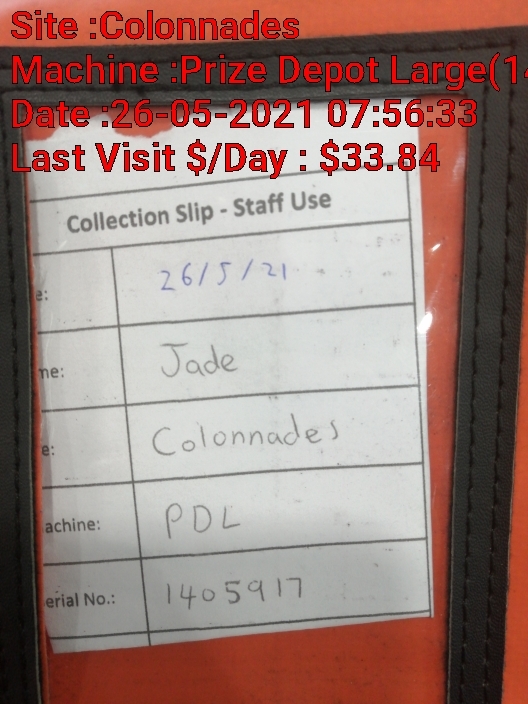 Site :Colonnades
Machine :Prize Depot Large(14
Date :26-05-2021 07:56:33
Last Visit $/Day : $33.84
Collection Slip - Staff Use
e: 26/5/21
me: Jade
e: Colonnades
achine: PDL
erial No.: 1405917